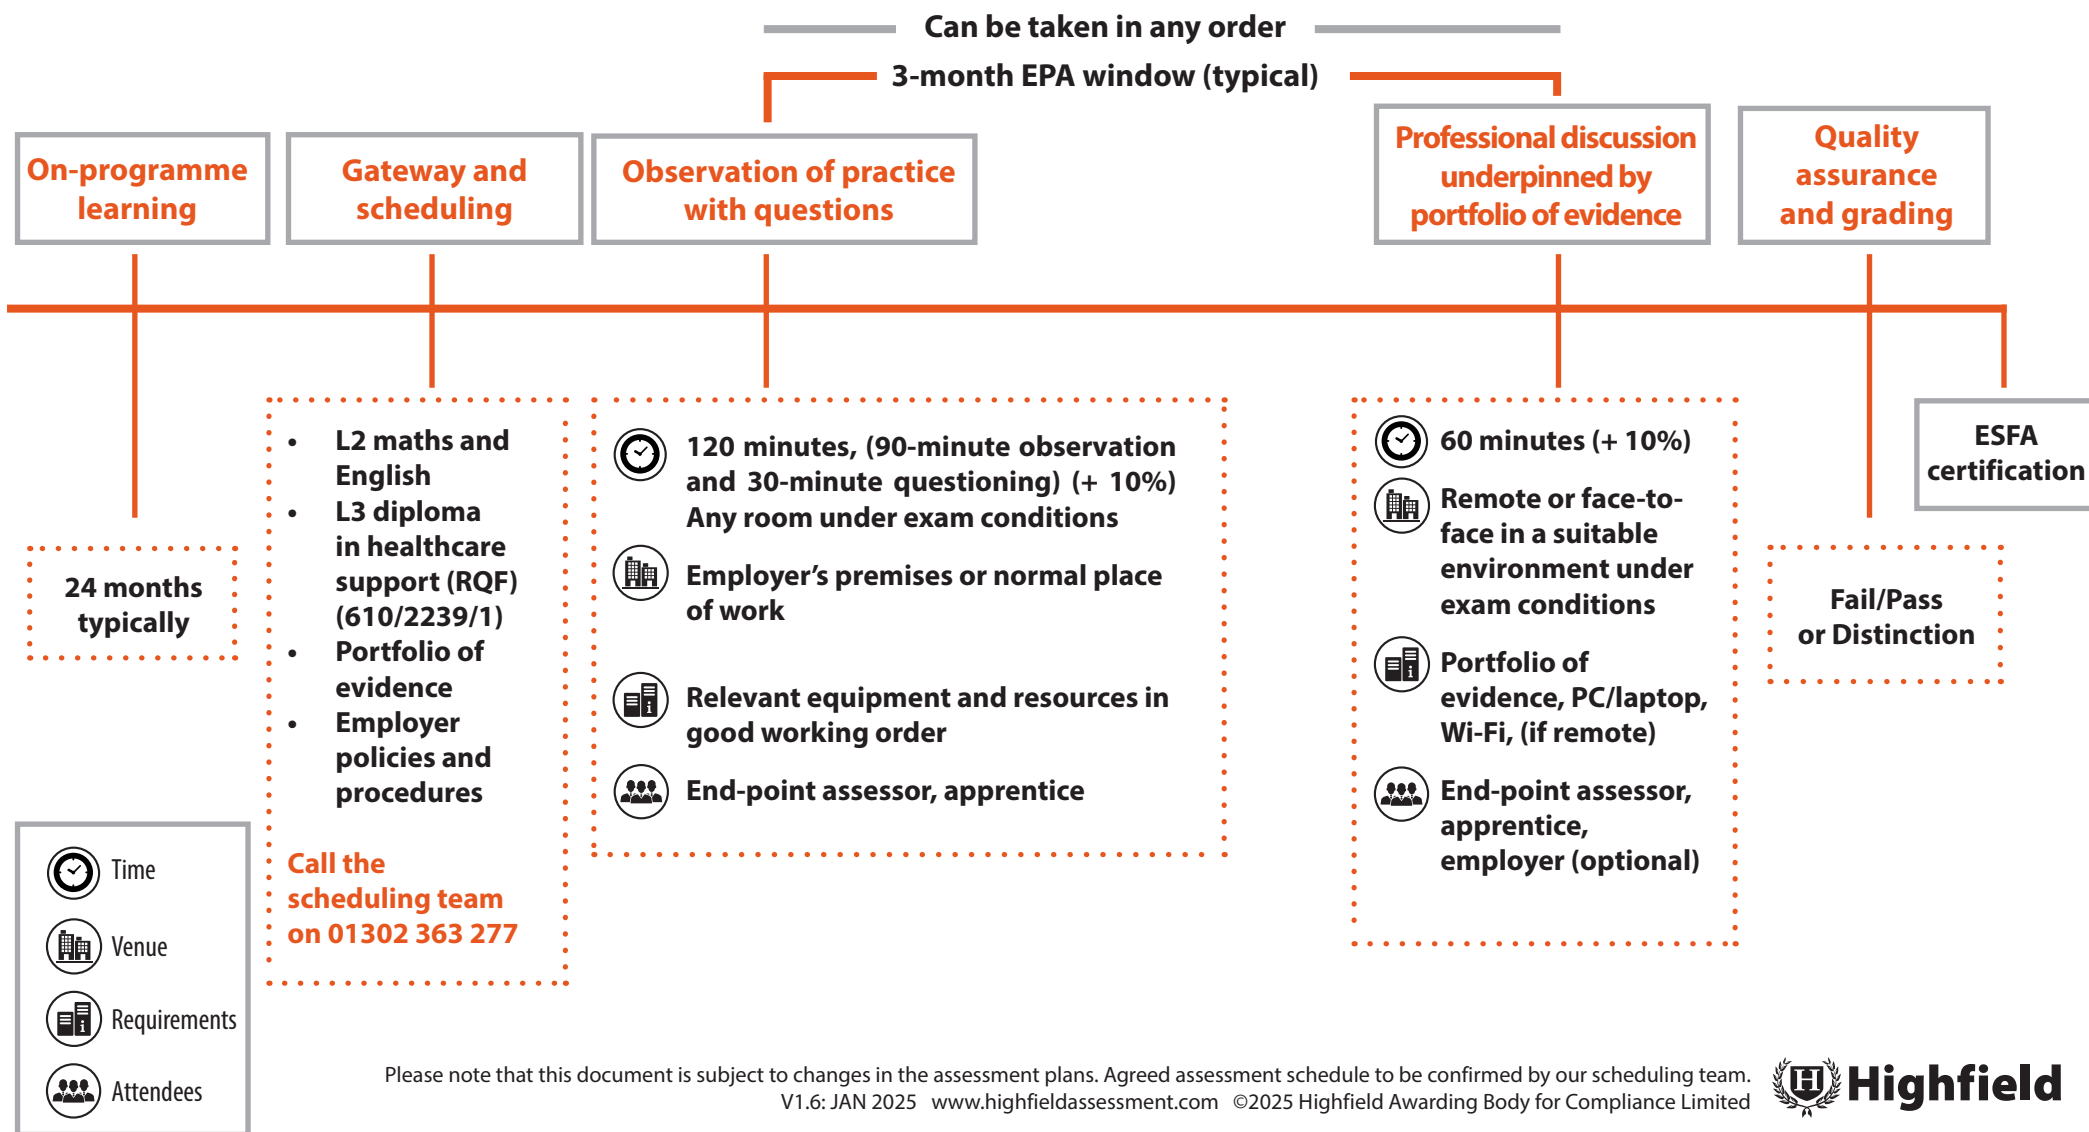 Can be taken in any order
3-month EPA window (typical)
On-programme
learning
Gateway and
scheduling
Observation of practice
with questions
Professional discussion
underpinned by
portfolio of evidence
Quality
assurance
and grading
24 months
typically
• L2 maths and
English
• L3 diploma
in healthcare
support (RQF)
(610/2239/1)
• Portfolio of
evidence
• Employer
policies and
procedures
Call the
scheduling team
on 01302 363 277
120 minutes, (90-minute observation
and 30-minute questioning) (+ 10%)
Any room under exam conditions
Employer’s premises or normal place
of work
Relevant equipment and resources in
good working order
End-point assessor, apprentice
60 minutes (+ 10%)
Remote or face-to-
face in a suitable
environment under
exam conditions
Portfolio of
evidence, PC/laptop,
Wi-Fi, (if remote)
End-point assessor,
apprentice,
employer (optional)
Fail/Pass
or Distinction
ESFA
certification
Time
Venue
Requirements
Attendees
Please note that this document is subject to changes in the assessment plans. Agreed assessment schedule to be confirmed by our scheduling team.
V1.6: JAN 2025 www.highfieldassessment.com ©2025 Highfield Awarding Body for Compliance Limited
H Highfield